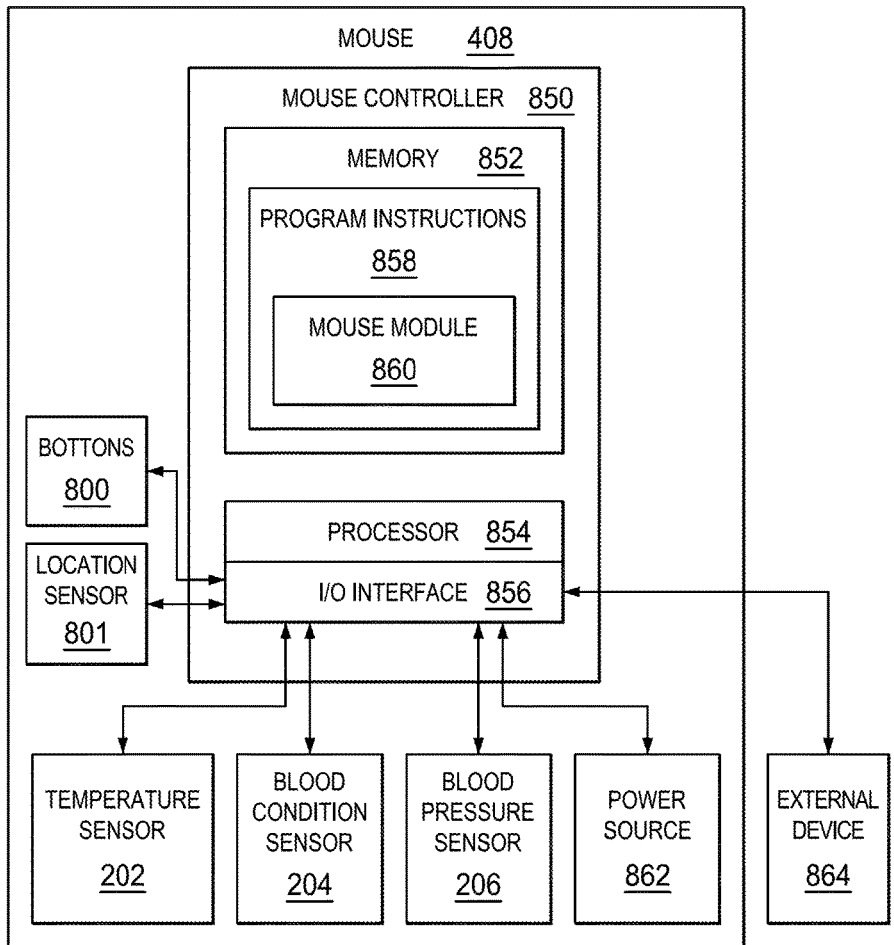 MOUSE 408
MOUSE CONTROLLER 850
MEMORY 852
PROGRAM INSTRUCTIONS
858
MOUSE MODULE
860
BOTTONS
800
LOCATION
SENSOR
801
PROCESSOR 854
I/O INTERFACE 856
TEMPERATURE
SENSOR
202
BLOOD
CONDITION
SENSOR
204
BLOOD
PRESSURE
SENSOR
206
POWER
SOURCE
862
EXTERNAL
DEVICE
864